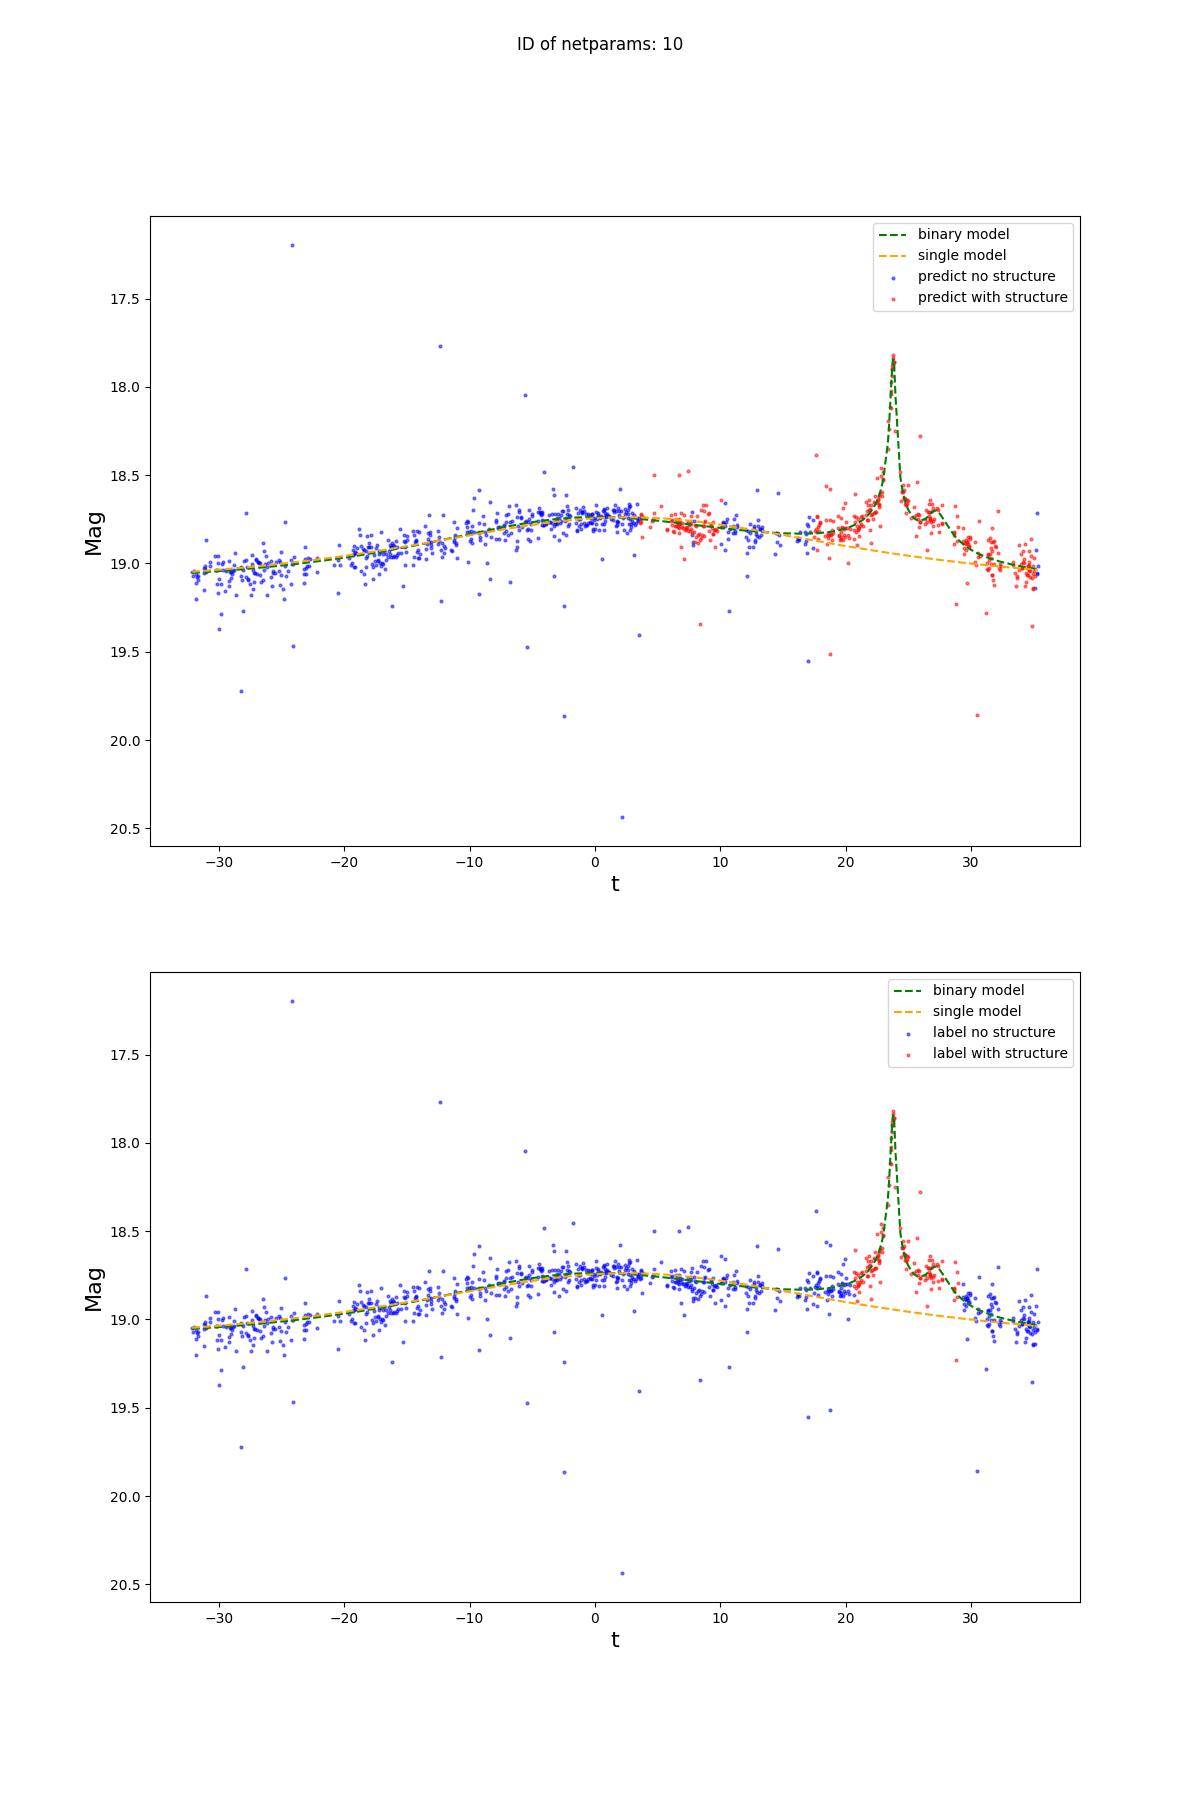 ID of netparams: 10
binary model
single model
predict no structure
predict with structure
Mag
17.5
18.0
18.5
19.0
19.5
20.0
20.5
−30
−20
−10
0
10
20
30
t
binary model
single model
label no structure
label with structure
Mag
17.5
18.0
18.5
19.0
19.5
20.0
20.5
−30
−20
−10
0
10
20
30
t